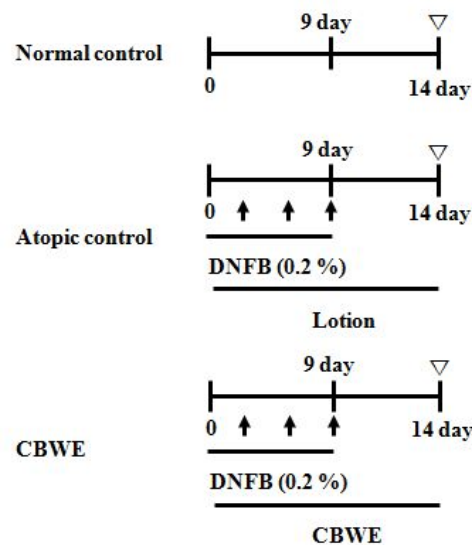 9 day
Normal control
0
14 day
9 day
0
14 day
Atopic control
DNFB (0.2 %)
Lotion
9 day
0
14 day
CBWE
DNFB (0.2 %)
CBWE